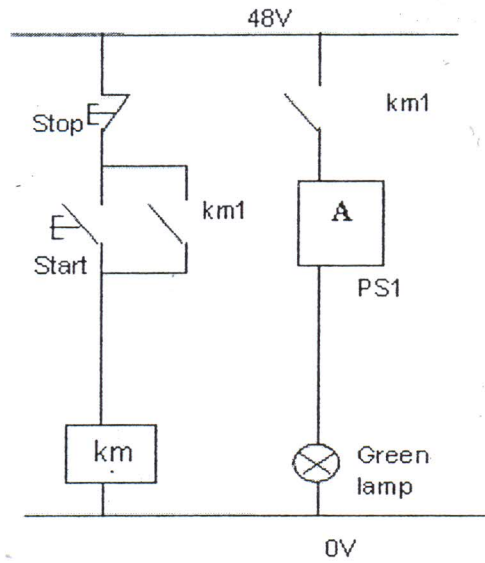 48V
Stop
km1
km1
A
Start
PS1
km
Green
lamp
0V